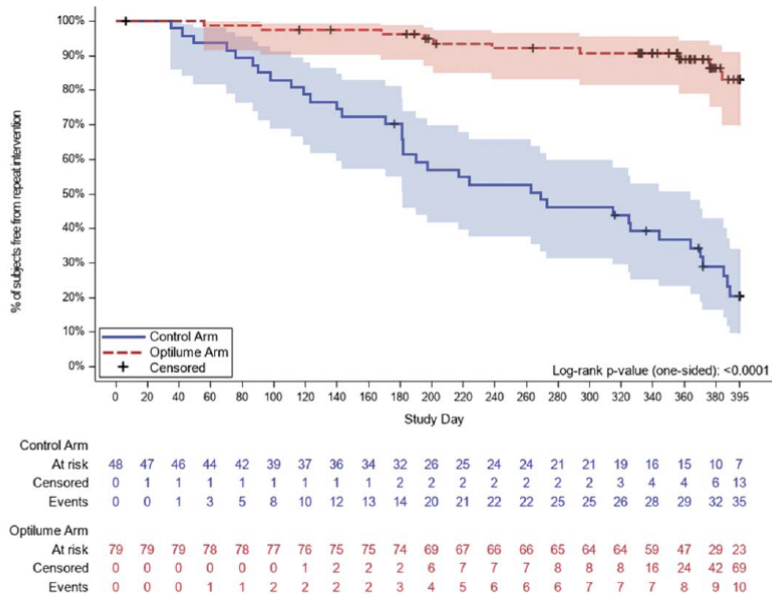 % of subjects free from repeat intervention
100%
90%
80%
70%
60%
50%
40%
30%
20%
10%
0%
Control Arm
Optilume Arm
Censored
Log-rank p-value (one-sided): <0.0001
0 20 40 60 80 100 120 140 160 180 200 220 240 260 280 300 320 340 360 380 395
Study Day
Control Arm
At risk 48 47 46 44 42 39 37 36 34 32 26 25 24 24 21 21 19 16 15 10 7
Censored 0 1 1 1 1 1 1 1 1 2 2 2 2 2 2 2 3 4 4 6 13
Events 0 0 1 3 5 8 10 12 13 14 20 21 22 22 25 25 26 28 29 32 35
Optilume Arm
At risk 79 79 79 78 78 77 76 75 75 74 69 67 66 66 65 64 64 59 47 29 23
Censored 0 0 0 0 0 0 1 2 2 2 6 7 7 7 8 8 8 16 24 42 69
Events 0 0 0 1 1 2 2 2 2 3 4 5 6 6 6 7 7 7 8 9 10